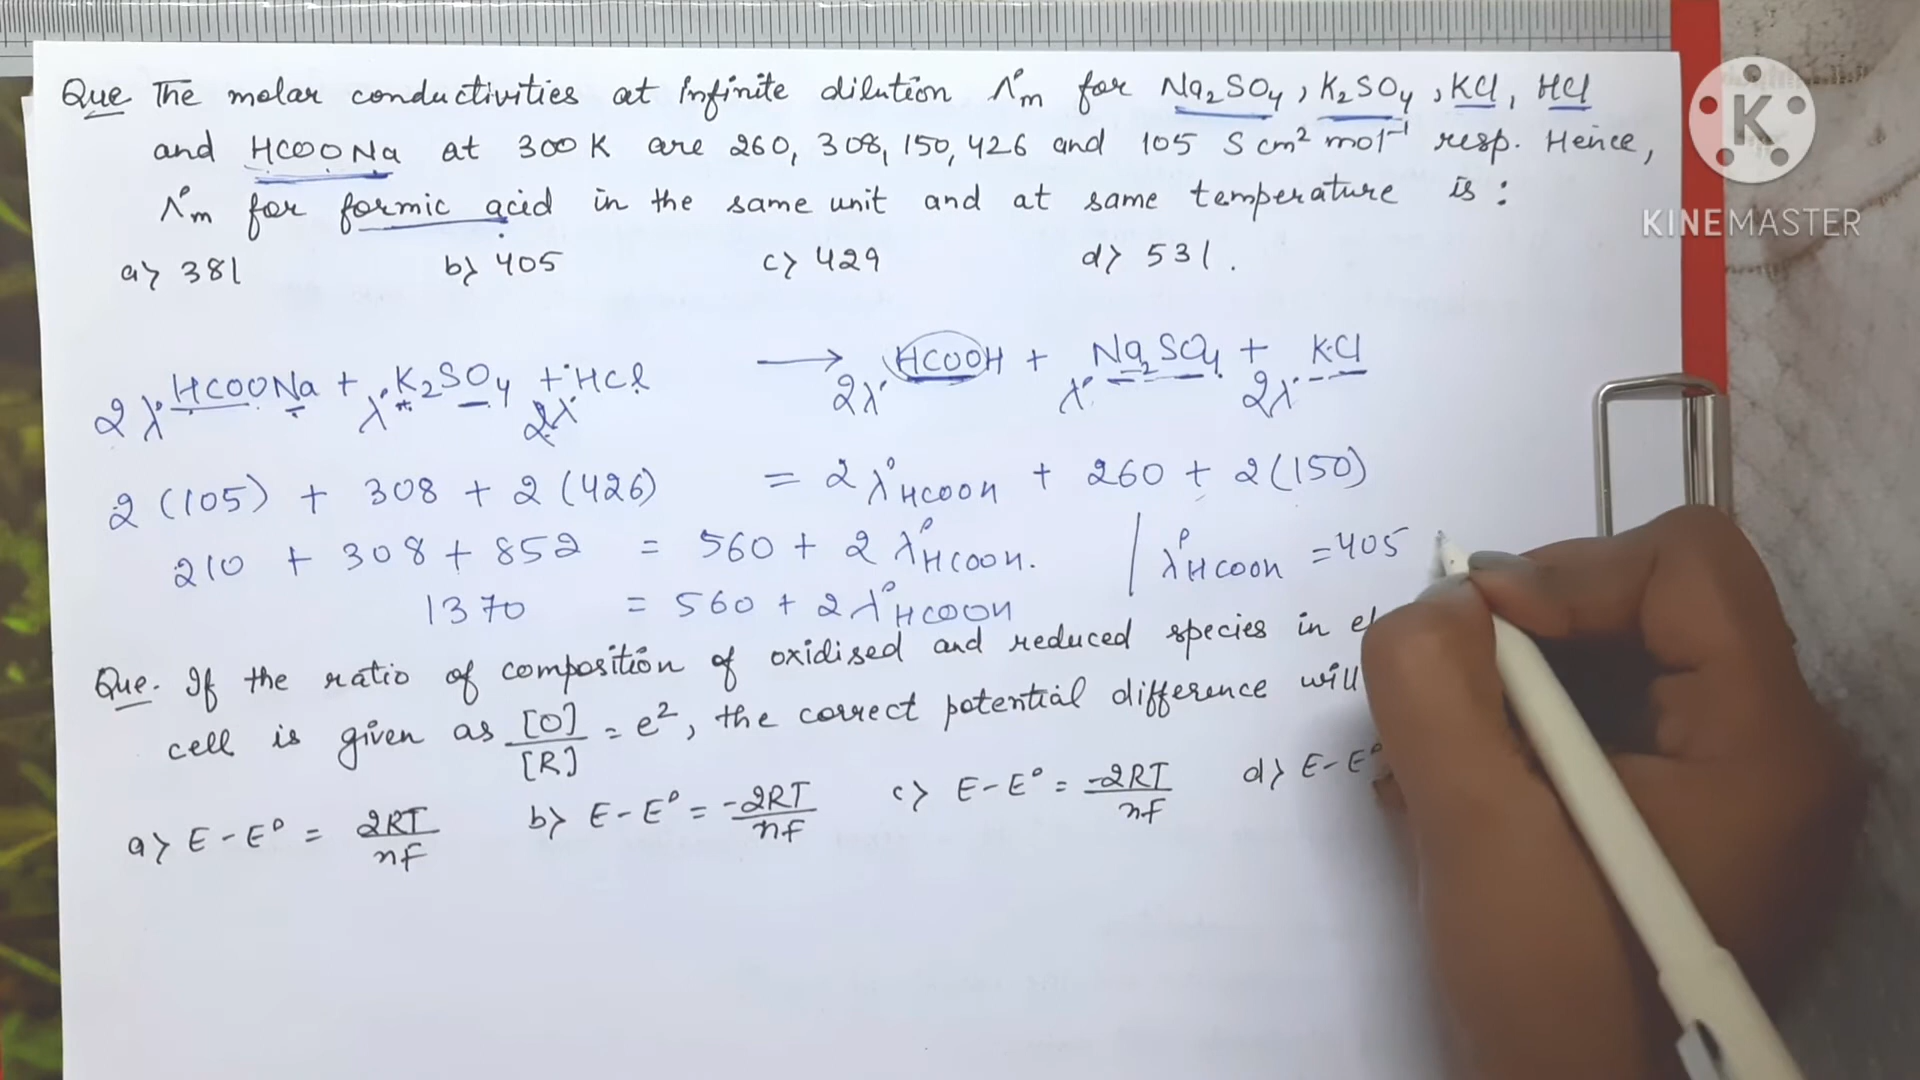 Que The molar conductivities at infinite dilution Λ°m for Na₂SO₄, K₂SO₄, KCl, HCl
and HCOONa at 300 K are 260, 308, 150, 426 and 105 S cm² mol⁻¹ resp. Hence,
Λ°m for formic acid in the same unit and at same temperature is :
a> 381 b> 405 c> 429 d> 531.
2λ° HCOONa + λ° K₂SO₄ + 2λ° HCl → 2λ° HCOOH + λ° Na₂SO₄ + 2λ° KCl
2 (105) + 308 + 2 (426) = 2 λ°HCOOH + 260 + 2(150)
210 + 308 + 852 = 560 + 2 λ°HCOOH. | λ°HCOOH = 405
1370 = 560 + 2 λ°HCOOH
Que. If the ratio of composition of oxidised and reduced species in
cell is given as [O]/[R] = e², the correct potential difference will
a> E - E° = 2RT/nF b> E - E° = -2RT/nF c> E - E° = -2RT/nF d> E - E°
K
KINEMASTER